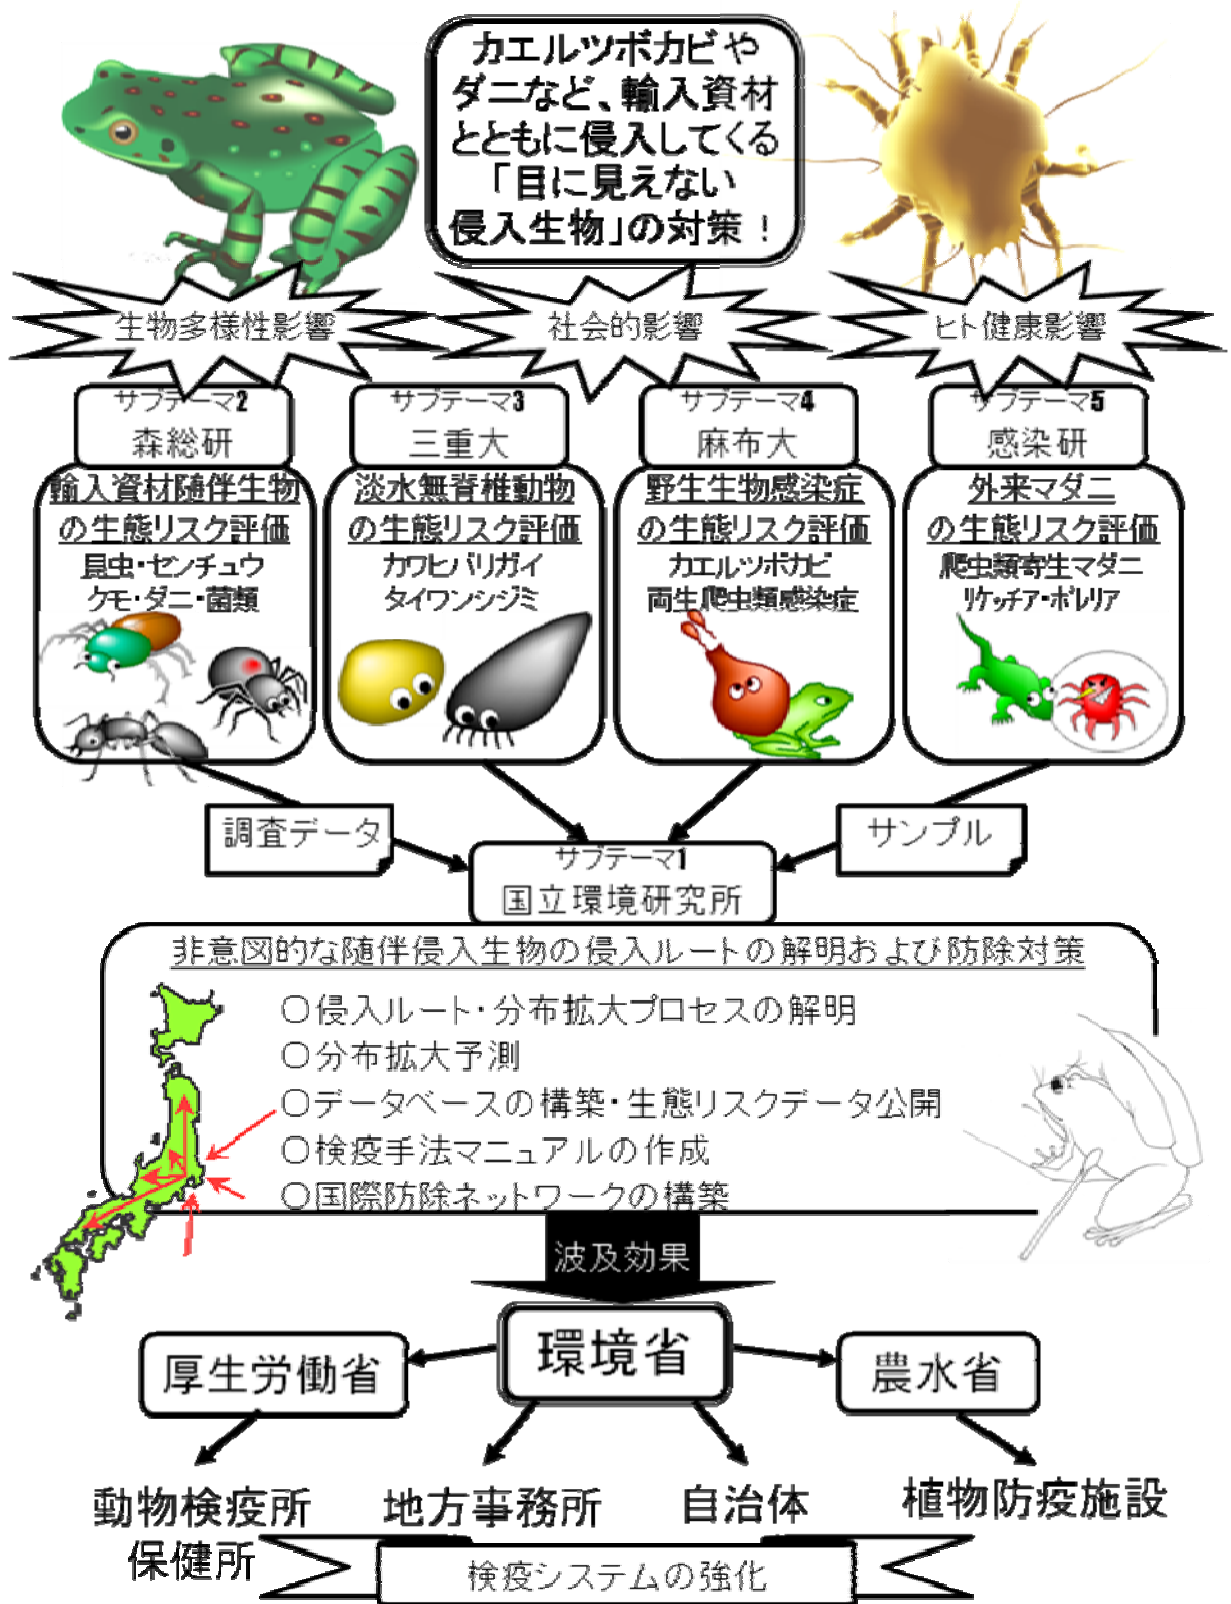 カエルツボカビや
ダニなど、輸入資材
とともに侵入してくる
「目に見えない
侵入生物」の対策！
生物多様性影響
社会的影響
ヒト健康影響
サブテーマ2
森総研
輸入資材随伴生物
の生態リスク評価
昆虫・センチュウ
クモ・ダニ・菌類
サブテーマ3
三重大
淡水無脊椎動物
の生態リスク評価
カワヒバリガイ
タイワンシジミ
サブテーマ4
麻布大
野生生物感染症
の生態リスク評価
カエルツボカビ
両生爬虫類感染症
サブテーマ5
感染研
外来マダニ
の生態リスク評価
爬虫類寄生マダニ
リケッチア・ボレリア
調査データ
サンプル
サブテーマ1
国立環境研究所
非意図的な随伴侵入生物の侵入ルートの解明および防除対策
○侵入ルート・分布拡大プロセスの解明
○分布拡大予測
○データベースの構築・生態リスクデータ公開
○検疫手法マニュアルの作成
○国際防除ネットワークの構築
波及効果
環境省
厚生労働省
農水省
動物検疫所
保健所
地方事務所
自治体
植物防疫施設
検疫システムの強化